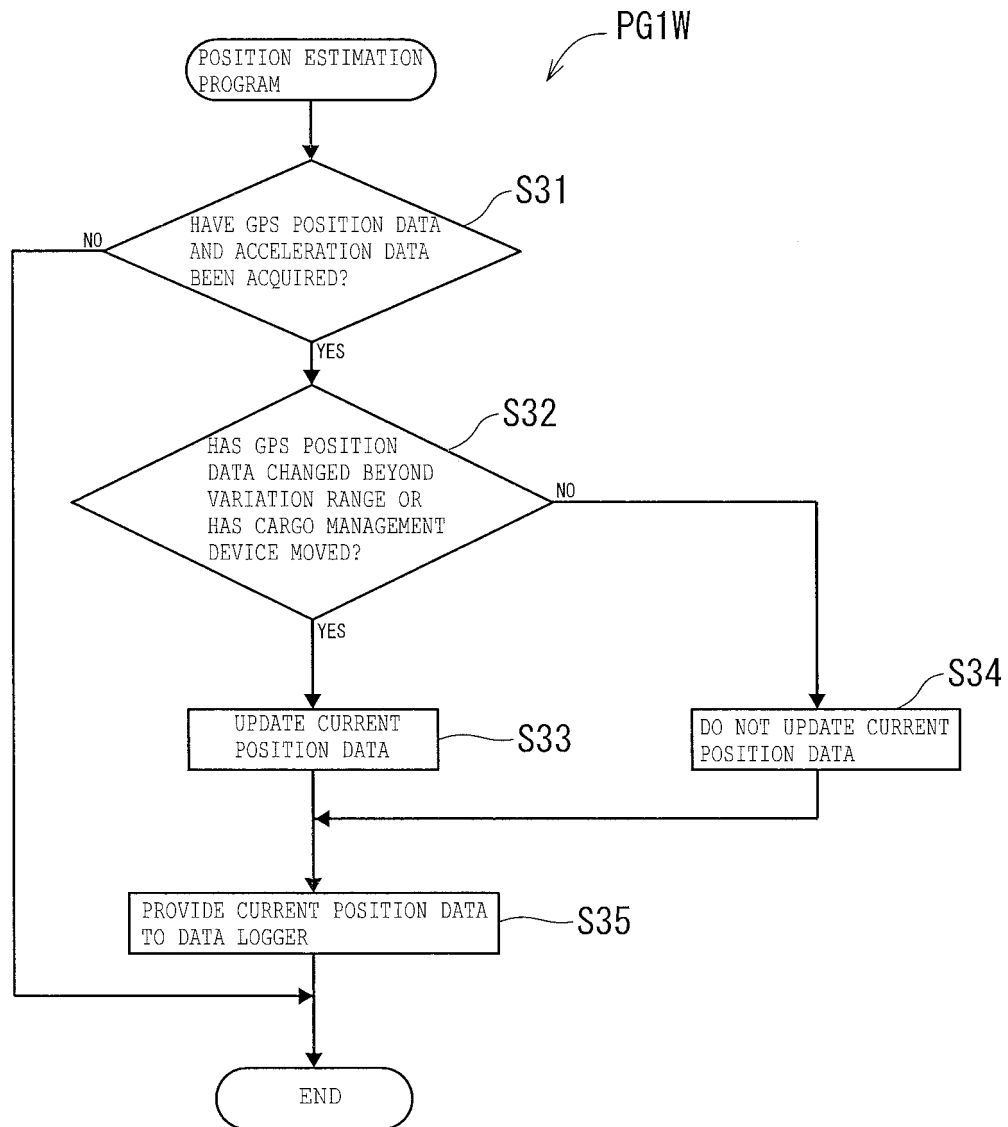 PG1W
POSITION ESTIMATION
PROGRAM
S31
HAVE GPS POSITION DATA
AND ACCELERATION DATA
BEEN ACQUIRED?
NO
YES
S32
HAS GPS POSITION
DATA CHANGED BEYOND
VARIATION RANGE OR
HAS CARGO MANAGEMENT
DEVICE MOVED?
NO
YES
S34
UPDATE CURRENT
POSITION DATA
S33
DO NOT UPDATE CURRENT
POSITION DATA
PROVIDE CURRENT POSITION DATA
TO DATA LOGGER
S35
END